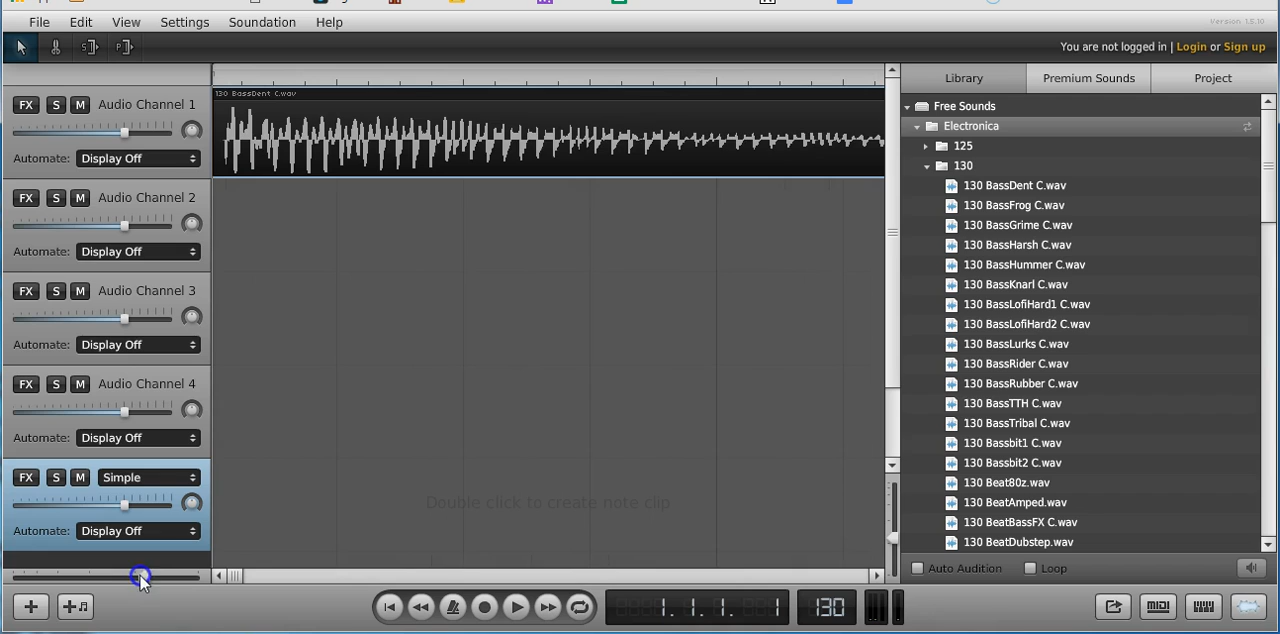 File Edit View Settings Soundation Help
Version 1.5.10
You are not logged in | Login or Sign up
FX S M Audio Channel 1
Automate: Display Off
FX S M Audio Channel 2
Automate: Display Off
FX S M Audio Channel 3
Automate: Display Off
FX S M Audio Channel 4
Automate: Display Off
FX S M Simple
Automate: Display Off
130 BassDent C.wav
Double click to create note clip
Library Premium Sounds Project
Free Sounds
Electronica
125
130
130 BassDent C.wav
130 BassFrog C.wav
130 BassGrime C.wav
130 BassHarsh C.wav
130 BassHummer C.wav
130 BassKnarl C.wav
130 BassLofiHard1 C.wav
130 BassLofiHard2 C.wav
130 BassLurks C.wav
130 BassRider C.wav
130 BassRubber C.wav
130 BassTTH C.wav
130 BassTribal C.wav
130 Bassbit1 C.wav
130 Bassbit2 C.wav
130 Beat80z.wav
130 BeatAmped.wav
130 BeatBassFX C.wav
130 BeatDubstep.wav
Auto Audition Loop
1. 1. 1. 1 130
MIDI